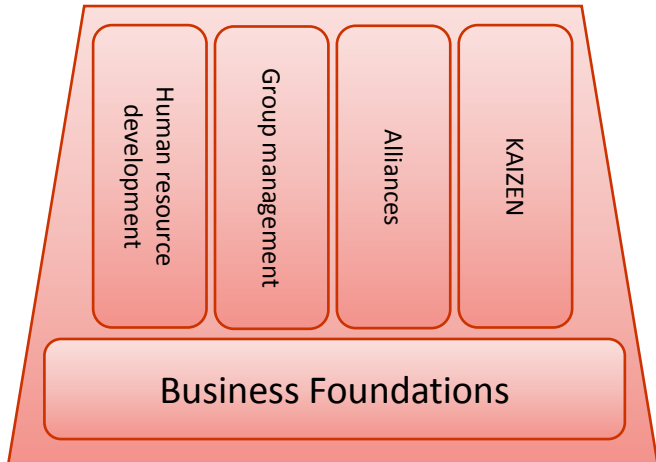 Human resource
development
Group management
Alliances
KAIZEN
Business Foundations